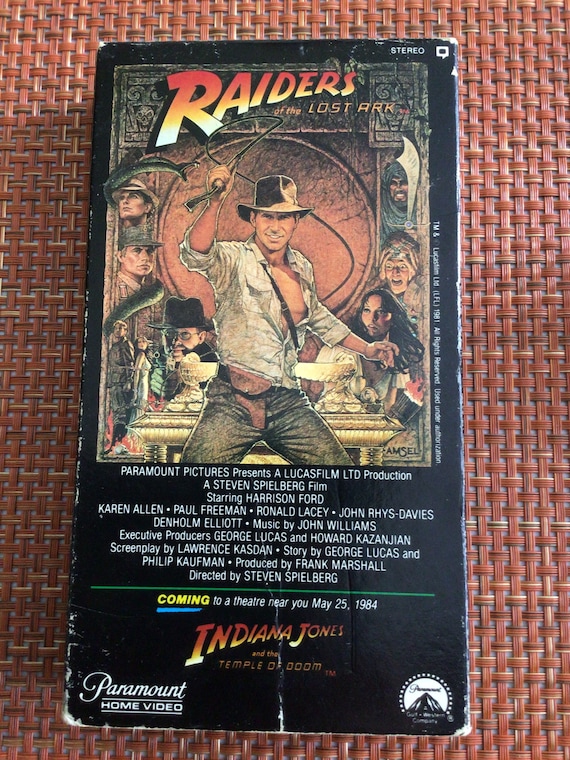 STEREO
RAIDERS
of the LOST ARK TM
TM & © Lucasfilm Ltd. (LFL) 1981. All Rights Reserved. Used under authorization.
AMSEL
PARAMOUNT PICTURES Presents A LUCASFILM LTD Production
A STEVEN SPIELBERG Film
Starring HARRISON FORD
KAREN ALLEN • PAUL FREEMAN • RONALD LACEY • JOHN RHYS-DAVIES
DENHOLM ELLIOTT • Music by JOHN WILLIAMS
Executive Producers GEORGE LUCAS and HOWARD KAZANJIAN
Screenplay by LAWRENCE KASDAN • Story by GEORGE LUCAS and
PHILIP KAUFMAN • Produced by FRANK MARSHALL
Directed by STEVEN SPIELBERG
COMING to a theatre near you May 25, 1984
INDIANA JONES
and the
TEMPLE OF DOOM TM
Paramount
HOME VIDEO
Paramount
Gulf + Western
Company
®